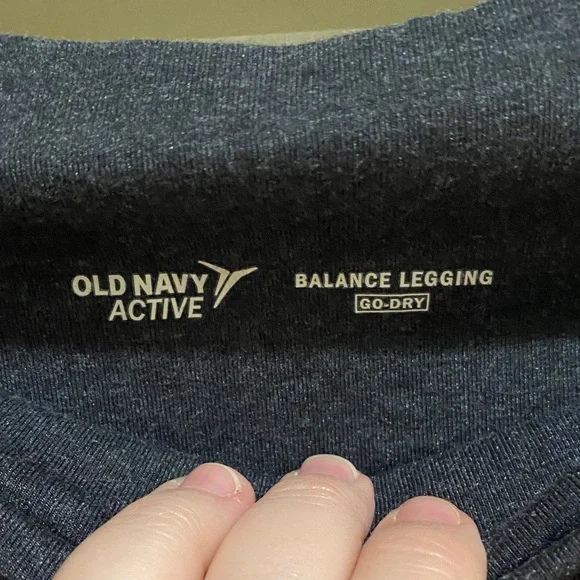 OLD NAVY
ACTIVE
BALANCE LEGGING
GO-DRY